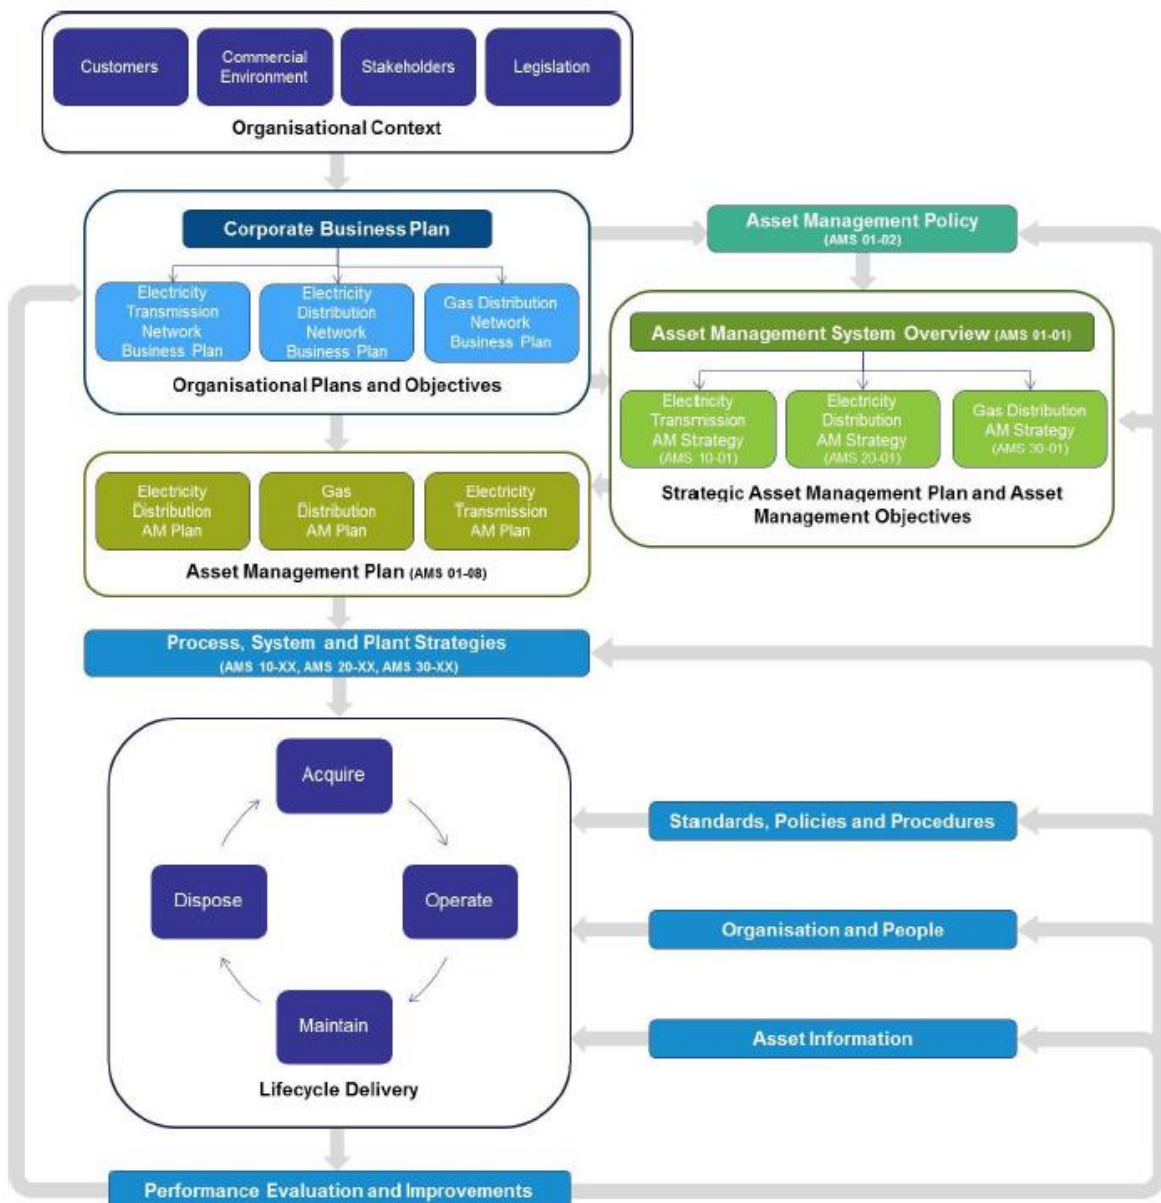 Customers
Commercial
Environment
Stakeholders
Legislation
Organisational Context
Corporate Business Plan
Electricity
Transmission
Network
Business Plan
Electricity
Distribution
Network
Business Plan
Gas Distribution
Network
Business Plan
Organisational Plans and Objectives
Asset Management Policy
(AMS 01-02)
Asset Management System Overview (AMS 01-01)
Electricity
Transmission
AM Strategy
(AMS 10-01)
Electricity
Distribution
AM Strategy
(AMS 20-01)
Gas Distribution
AM Strategy
(AMS 30-01)
Strategic Asset Management Plan and Asset
Management Objectives
Electricity
Distribution
AM Plan
Gas
Distribution
AM Plan
Electricity
Transmission
AM Plan
Asset Management Plan (AMS 01-08)
Process, System and Plant Strategies
(AMS 10-XX, AMS 20-XX, AMS 30-XX)
Acquire
Operate
Maintain
Dispose
Lifecycle Delivery
Standards, Policies and Procedures
Organisation and People
Asset Information
Performance Evaluation and Improvements